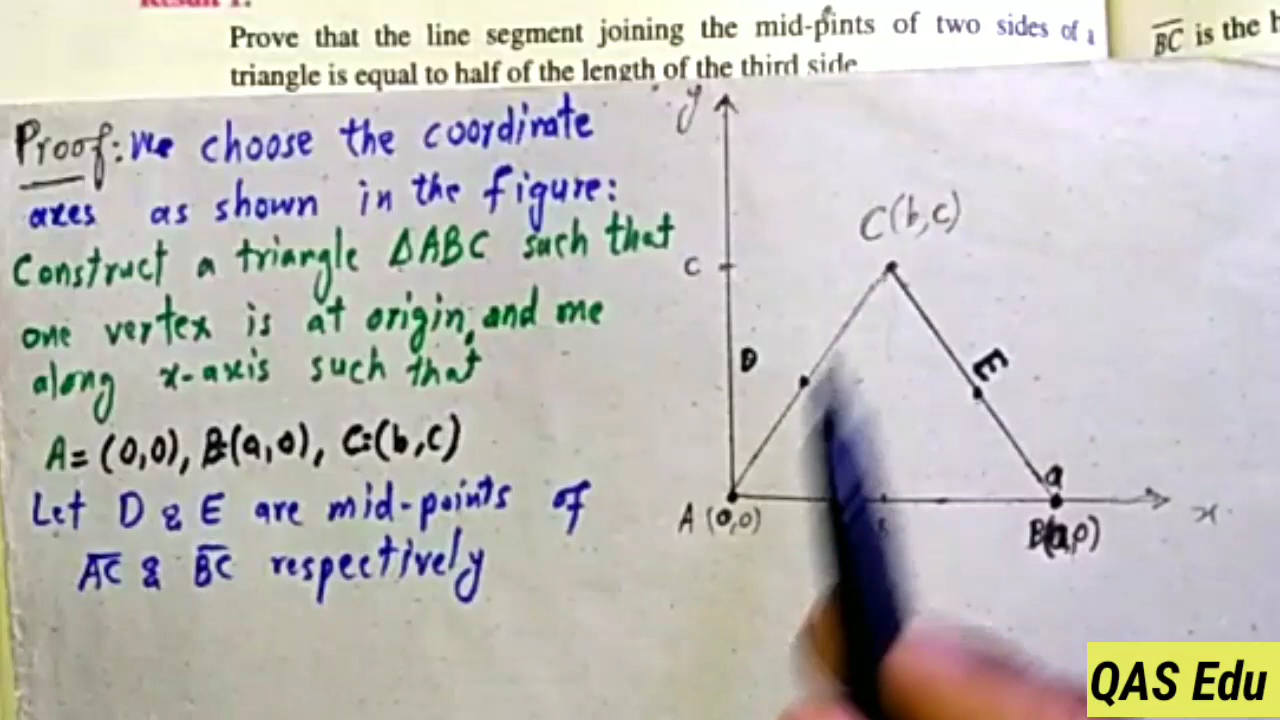 Result 1:
Prove that the line segment joining the mid-pints of two sides of a
triangle is equal to half of the length of the third side
BC is the
Proof: We choose the coordinate
axes as shown in the figure:
Construct a triangle ΔABC such that
one vertex is at origin, and one
along x-axis such that
A= (0,0), B=(a,0), C=(b,c)
Let D & E are mid-points of
AC & BC respectively
y
C(b,c)
c
D
E
a
A (0,0)
b
B(a,0)
x
QAS Edu